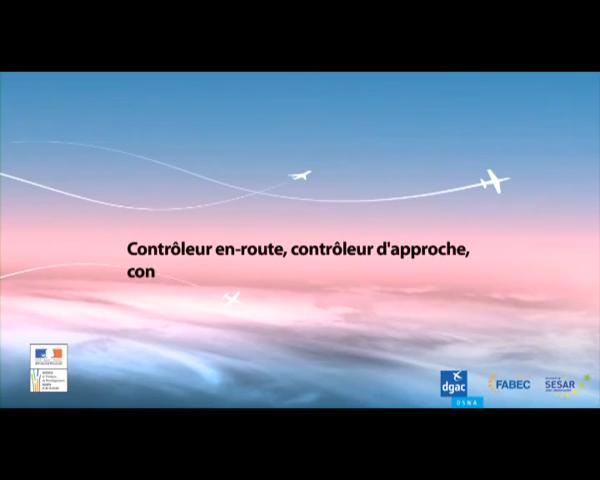 Contrôleur en-route, contrôleur d'approche,
con
dgac
DSNA
FABEC
SESAR